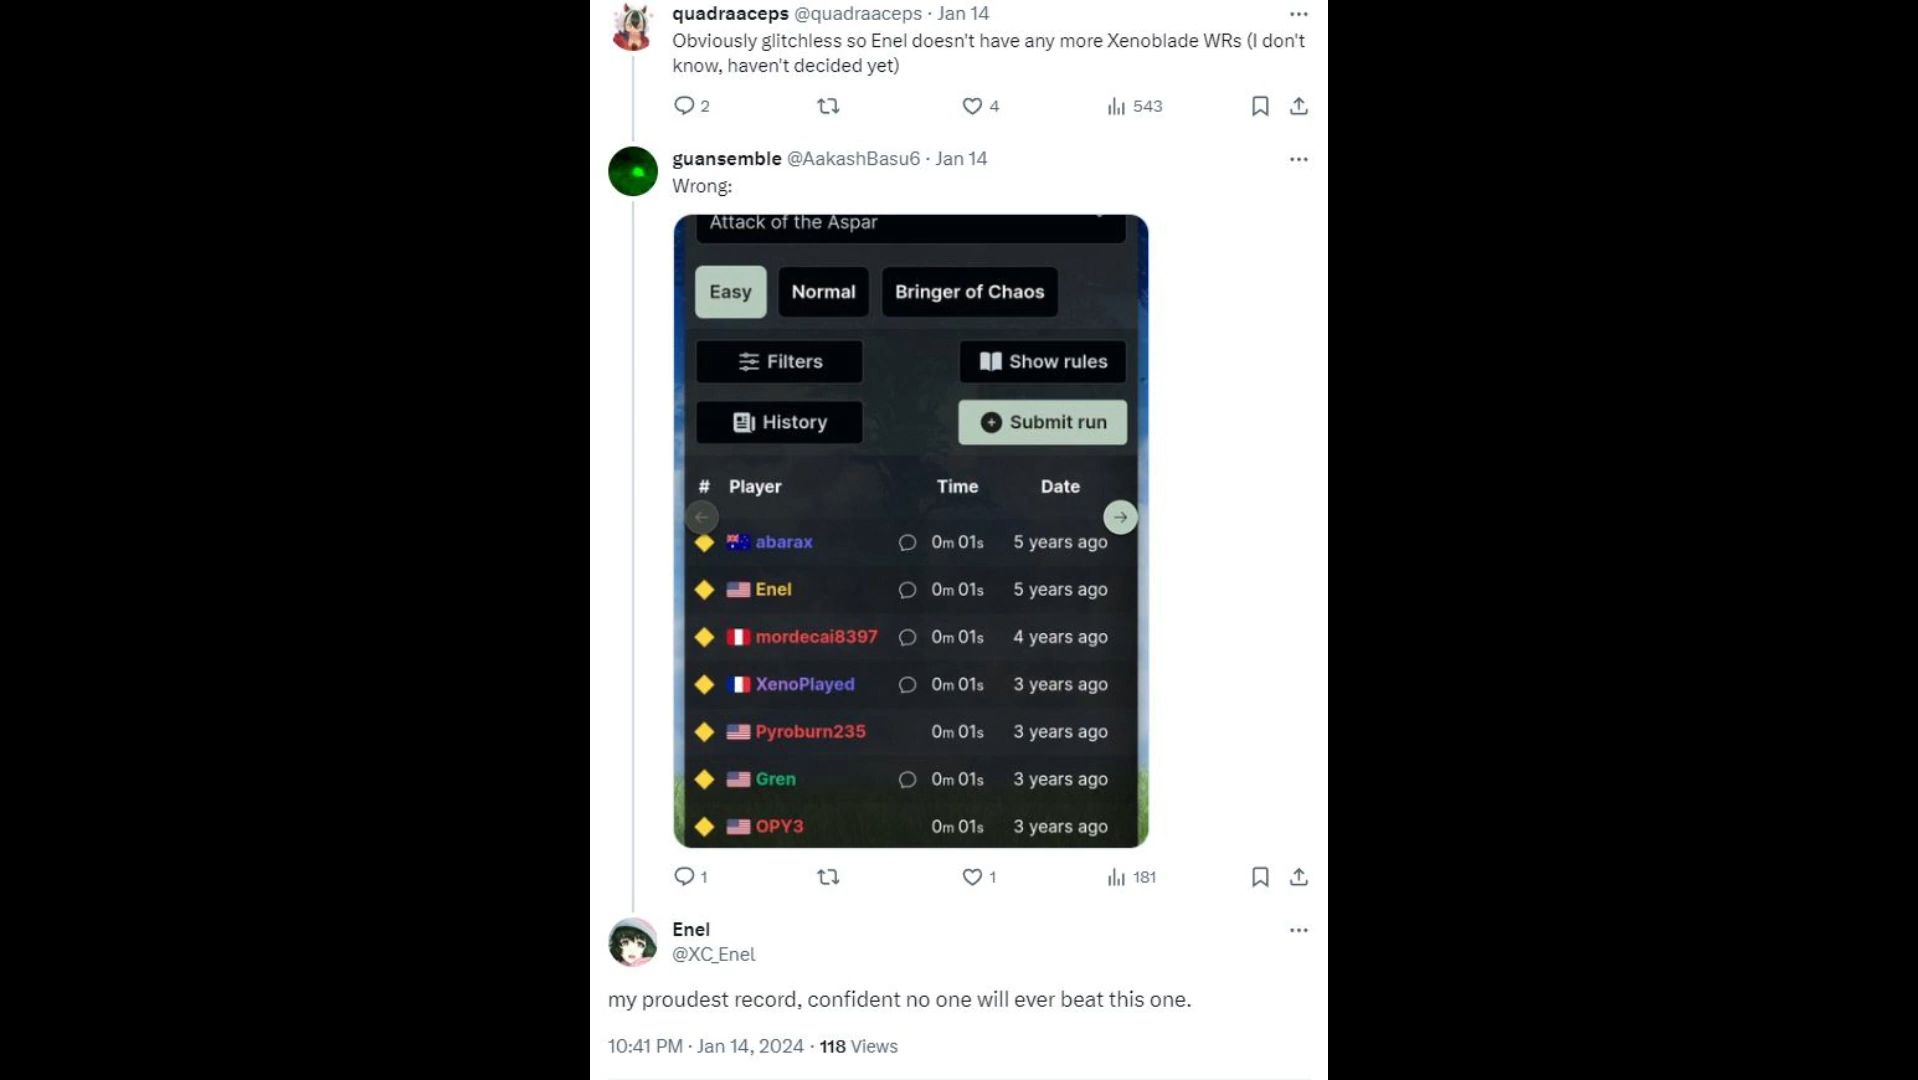 quadraaceps @quadraaceps · Jan 14
Obviously glitchless so Enel doesn't have any more Xenoblade WRs (I don't
know, haven't decided yet)
2 4 543
guansemble @AakashBasu6 · Jan 14
Wrong:
Attack of the Aspar
Easy Normal Bringer of Chaos
Filters Show rules
History Submit run
# Player Time Date
abarax 0m 01s 5 years ago
Enel 0m 01s 5 years ago
mordecai8397 0m 01s 4 years ago
XenoPlayed 0m 01s 3 years ago
Pyroburn235 0m 01s 3 years ago
Gren 0m 01s 3 years ago
OPY3 0m 01s 3 years ago
1 1 181
Enel
@XC_Enel
my proudest record, confident no one will ever beat this one.
10:41 PM · Jan 14, 2024 · 118 Views